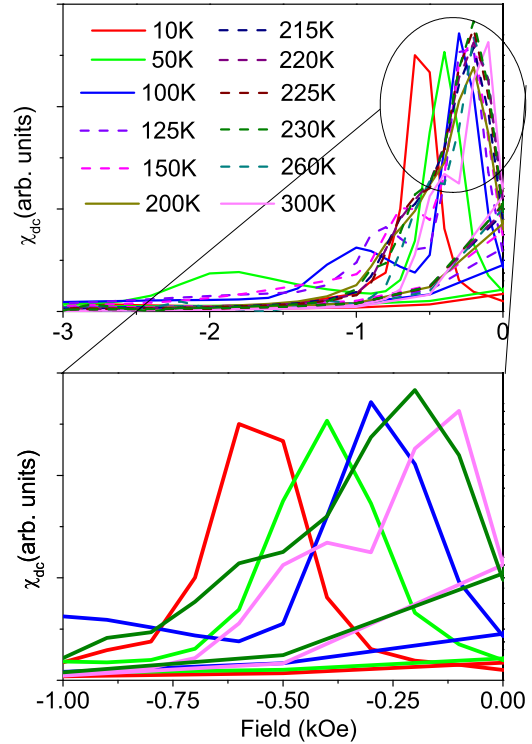 10K 215K
50K 220K
100K 225K
125K 230K
150K 260K
200K 300K
χdc(arb. units)
-3 -2 -1 0
χdc(arb. units)
-1.00 -0.75 -0.50 -0.25 0.00
Field (kOe)